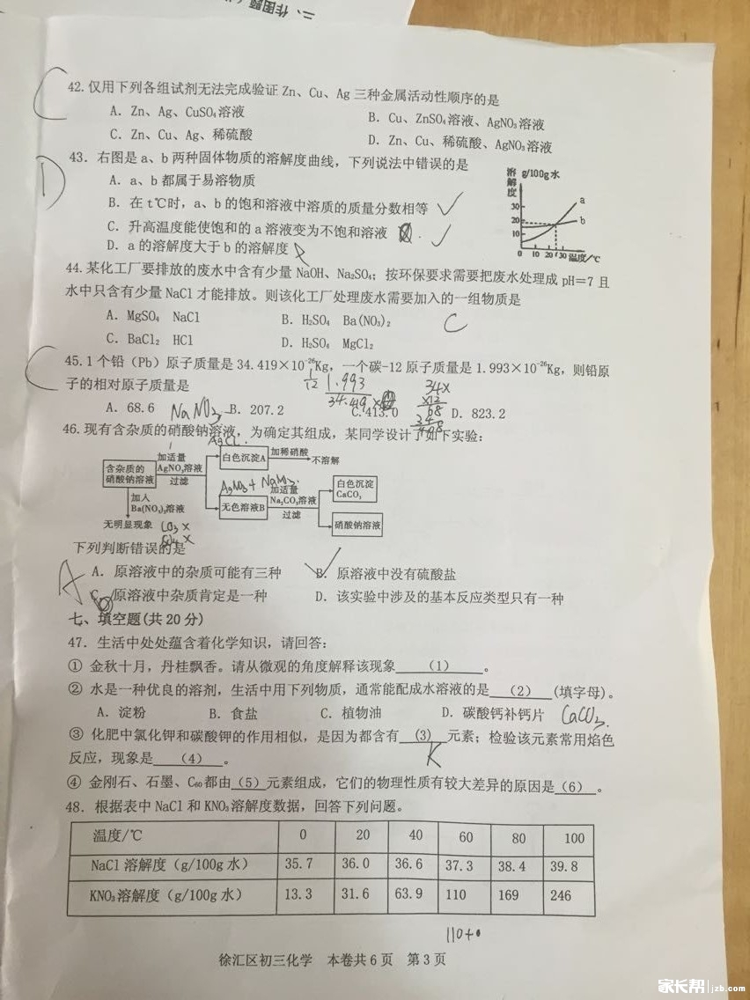 二、作图题
C
42. 仅用下列各组试剂无法完成验证 Zn、Cu、Ag 三种金属活动性顺序的是
A. Zn、Ag、CuSO₄溶液 B. Cu、ZnSO₄溶液、AgNO₃溶液
C. Zn、Cu、Ag、稀硫酸 D. Zn、Cu、稀硫酸、AgNO₃溶液
D
43. 右图是 a、b 两种固体物质的溶解度曲线，下列说法中错误的是
A. a、b 都属于易溶物质
B. 在 t℃时，a、b 的饱和溶液中溶质的质量分数相等 ✓
C. 升高温度能使饱和的 a 溶液变为不饱和溶液 ✓
D. a 的溶解度大于 b 的溶解度
溶解度 g/100g水
a
b
30
20
10
0 10 20 t 30 温度/℃
44. 某化工厂要排放的废水中含有少量 NaOH、Na₂SO₄；按环保要求需要把废水处理成 pH＝7 且
水中只含有少量 NaCl 才能排放。则该化工厂处理废水需要加入的一组物质是
A. MgSO₄ NaCl B. H₂SO₄ Ba(NO₃)₂ C
C. BaCl₂ HCl D. H₂SO₄ MgCl₂
C
45. 1 个铅（Pb）原子质量是 34.419×10⁻²⁶Kg，一个碳-12 原子质量是 1.993×10⁻²⁶Kg，则铅原
子的相对原子质量是
1/12 1.993
34.419 ×
34×
×12
68
34
408
A. 68.6 B. 207.2 C. 413.0 D. 823.2
NaNO₃
46. 现有含杂质的硝酸钠溶液，为确定其组成，某同学设计了如下实验：
AgCl
含杂质的硝酸钠溶液
加适量AgNO₃溶液
过滤
白色沉淀A
加稀硝酸
不溶解
AgNO₃ + NaNO₃
无色溶液B
加适量Na₂CO₃溶液
过滤
白色沉淀CaCO₃
硝酸钠溶液
加入Ba(NO₃)₂溶液
无明显现象
CO₃ ×
SO₄ ×
下列判断错误的是
A
A. 原溶液中的杂质可能有三种 B. 原溶液中没有硫酸盐
C. 原溶液中杂质肯定是一种 D. 该实验中涉及的基本反应类型只有一种
七、填空题(共 20 分)
47. 生活中处处蕴含着化学知识，请回答：
① 金秋十月，丹桂飘香。请从微观的角度解释该现象 （1） 。
② 水是一种优良的溶剂，生活中用下列物质，通常能配成水溶液的是 （2） (填字母)。
A. 淀粉 B. 食盐 C. 植物油 D. 碳酸钙补钙片 CaCO₃
③ 化肥中氯化钾和碳酸钾的作用相似，是因为都含有 （3） 元素；检验该元素常用焰色
K
反应，现象是 （4） 。
④ 金刚石、石墨、C₆₀都由（5）元素组成，它们的物理性质有较大差异的原因是（6）。
48. 根据表中 NaCl 和 KNO₃溶解度数据，回答下列问题。
温度/℃ 0 20 40 60 80 100
NaCl 溶解度（g/100g 水） 35.7 36.0 36.6 37.3 38.4 39.8
KNO₃溶解度（g/100g 水） 13.3 31.6 63.9 110 169 246
110+
徐汇区初三化学 本卷共 6 页 第 3 页
家长帮 jzb.com